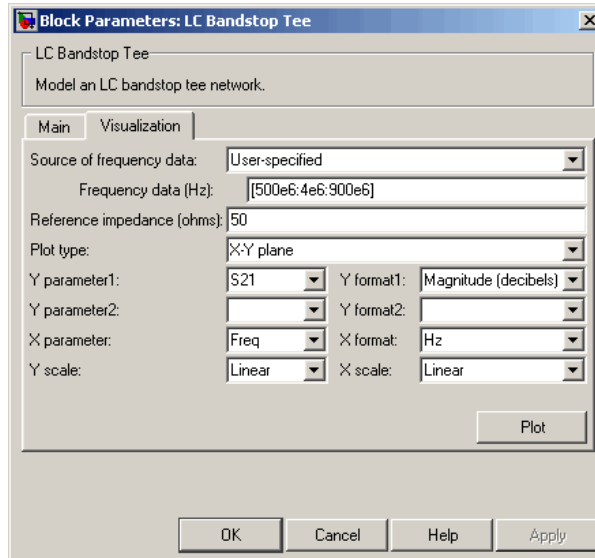 Block Parameters: LC Bandstop Tee
LC Bandstop Tee
Model an LC bandstop tee network.
Main Visualization
Source of frequency data: User-specified
Frequency data (Hz): [500e6:4e6:900e6]
Reference impedance (ohms): 50
Plot type: X-Y plane
Y parameter1: S21 Y format1: Magnitude (decibels)
Y parameter2: Y format2:
X parameter: Freq X format: Hz
Y scale: Linear X scale: Linear
Plot
OK Cancel Help Apply